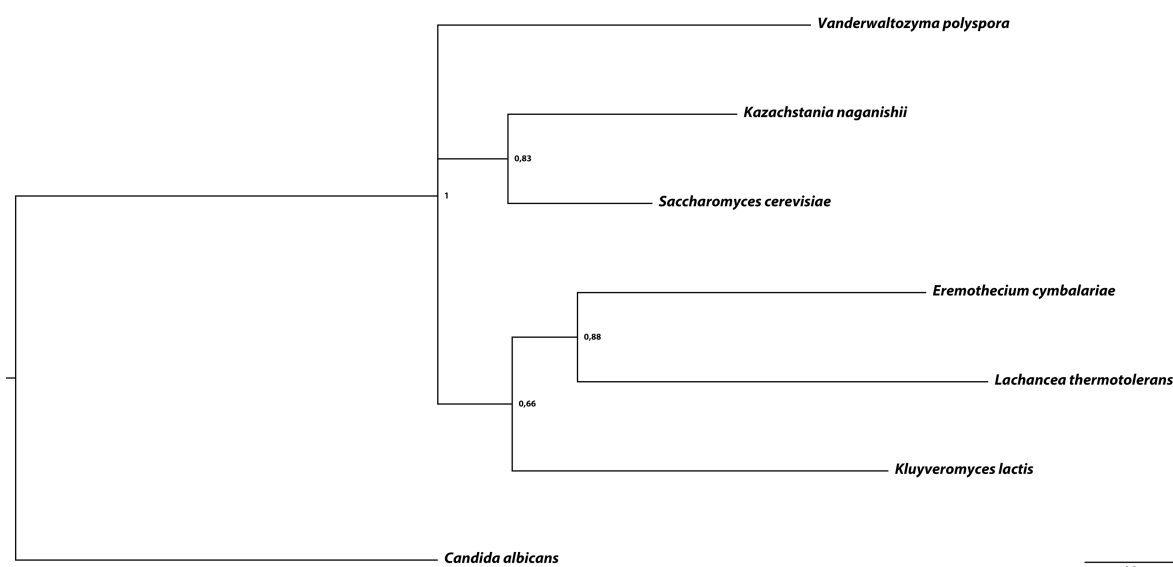 Vanderwaltozyma polyspora
Kazachstania naganishii
0,83
1
Saccharomyces cerevisiae
Eremothecium cymbalariae
0,88
Lachancea thermotolerans
0,66
Kluyveromyces lactis
Candida albicans